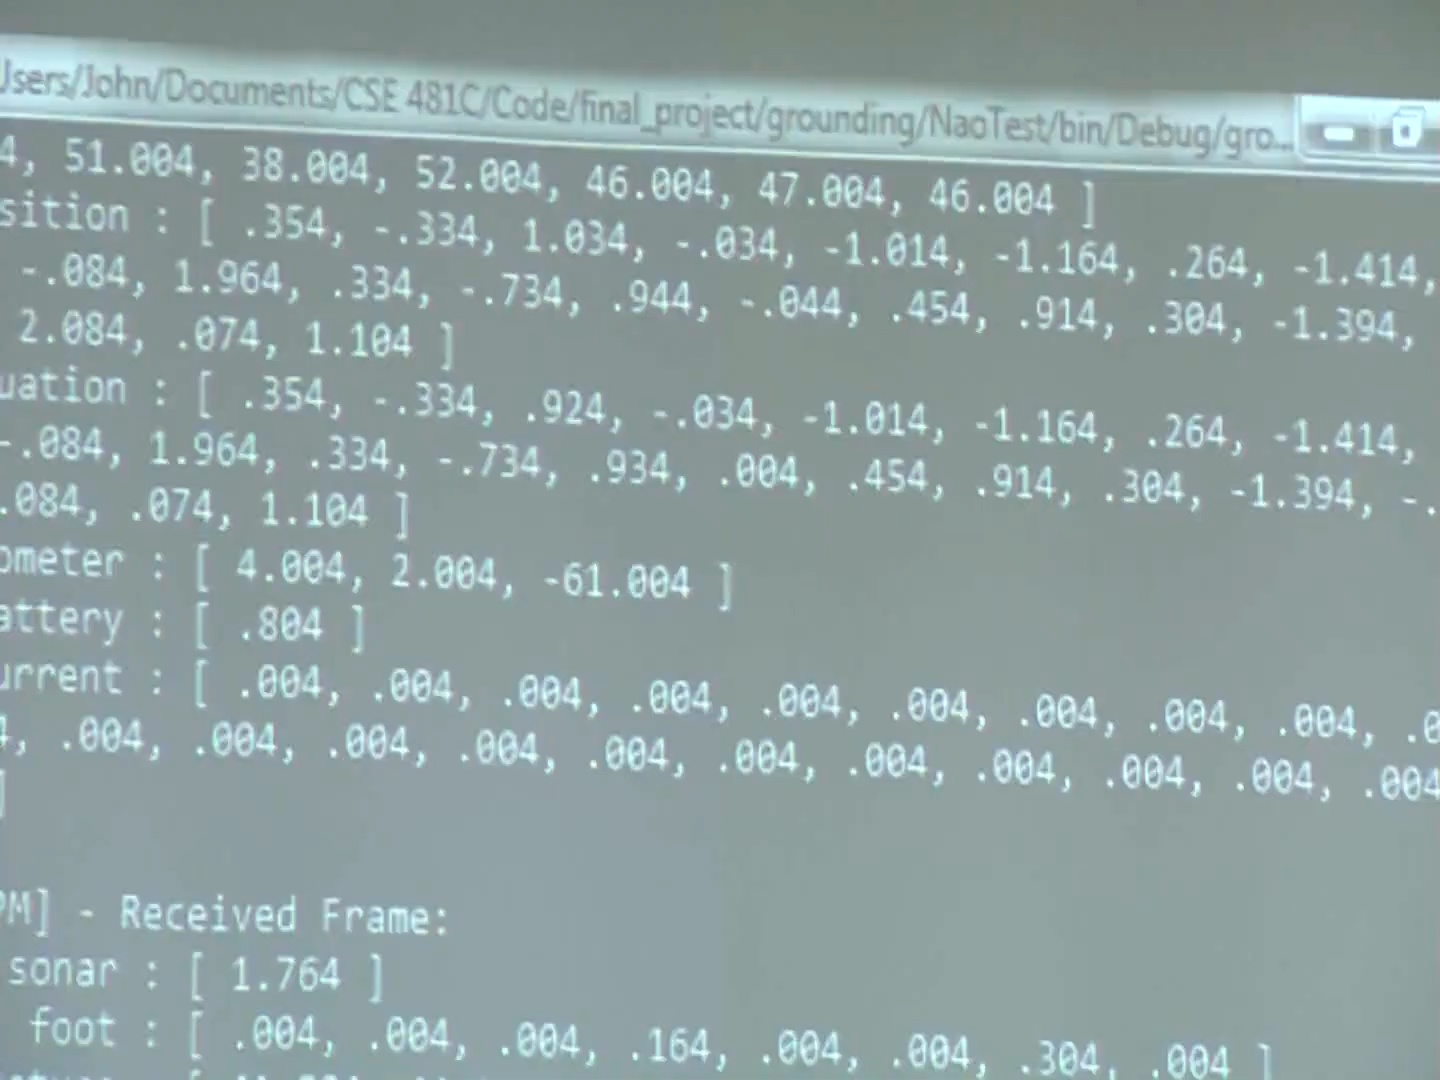 Users/John/Documents/CSE 481C/Code/final_project/grounding/NaoTest/bin/Debug/gro...
4, 51.004, 38.004, 52.004, 46.004, 47.004, 46.004 ]
sition : [ .354, -.334, 1.034, -.034, -1.014, -1.164, .264, -1.414,
-.084, 1.964, .334, -.734, .944, -.044, .454, .914, .304, -1.394,
2.084, .074, 1.104 ]
uation : [ .354, -.334, .924, -.034, -1.014, -1.164, .264, -1.414,
-.084, 1.964, .334, -.734, .934, .004, .454, .914, .304, -1.394, -.
.084, .074, 1.104 ]
ometer : [ 4.004, 2.004, -61.004 ]
attery : [ .804 ]
urrent : [ .004, .004, .004, .004, .004, .004, .004, .004, .004, .0
4, .004, .004, .004, .004, .004, .004, .004, .004, .004, .004, .004
]
PM] - Received Frame:
sonar : [ 1.764 ]
foot : [ .004, .004, .004, .164, .004, .004, .304, .004 ]